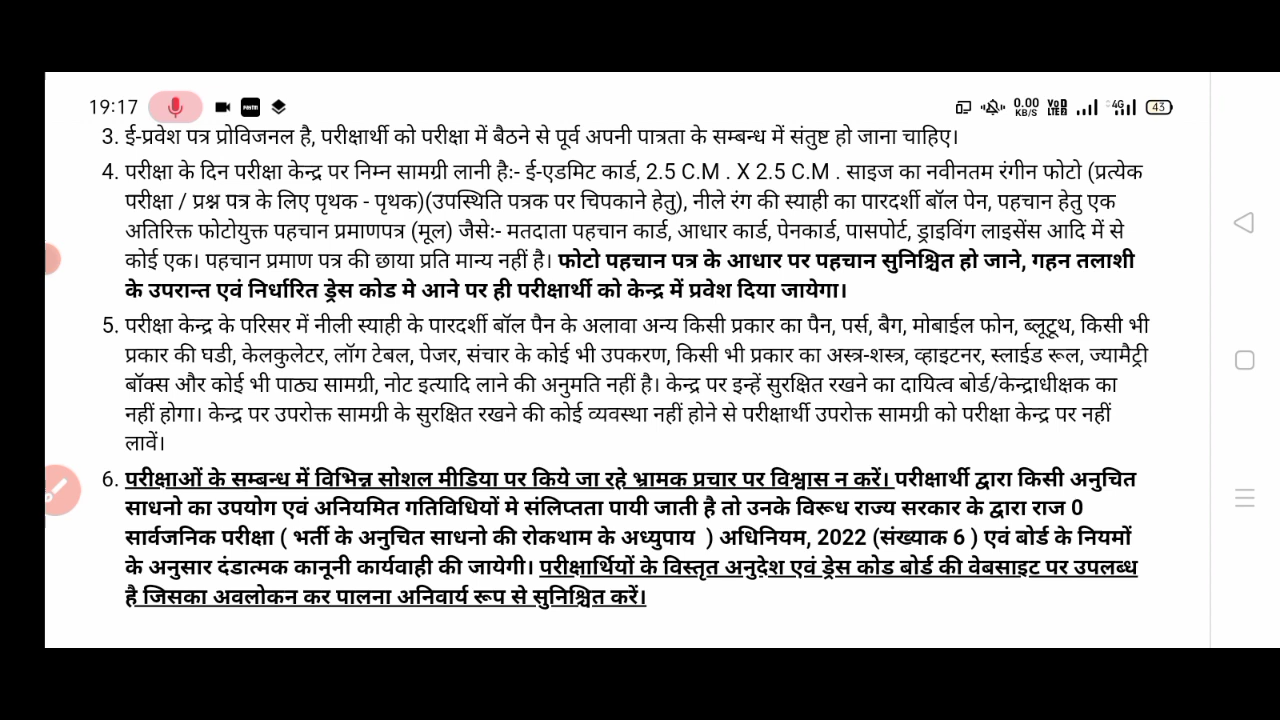 19:17 paytm 0.00 KB/S VoD LTE2 4G 43
3. ई-प्रवेश पत्र प्रोविजनल है, परीक्षार्थी को परीक्षा में बैठने से पूर्व अपनी पात्रता के सम्बन्ध में संतुष्ट हो जाना चाहिए।
4. परीक्षा के दिन परीक्षा केन्द्र पर निम्न सामग्री लानी हैः- ई-एडमिट कार्ड, 2.5 C.M . X 2.5 C.M . साइज का नवीनतम रंगीन फोटो (प्रत्येक
परीक्षा / प्रश्न पत्र के लिए पृथक - पृथक)(उपस्थिति पत्रक पर चिपकाने हेतु), नीले रंग की स्याही का पारदर्शी बॉल पेन, पहचान हेतु एक
अतिरिक्त फोटोयुक्त पहचान प्रमाणपत्र (मूल) जैसेः- मतदाता पहचान कार्ड, आधार कार्ड, पेनकार्ड, पासपोर्ट, ड्राइविंग लाइसेंस आदि में से
कोई एक। पहचान प्रमाण पत्र की छाया प्रति मान्य नहीं है। फोटो पहचान पत्र के आधार पर पहचान सुनिश्चित हो जाने, गहन तलाशी
के उपरान्त एवं निर्धारित ड्रेस कोड मे आने पर ही परीक्षार्थी को केन्द्र में प्रवेश दिया जायेगा।
5. परीक्षा केन्द्र के परिसर में नीली स्याही के पारदर्शी बॉल पैन के अलावा अन्य किसी प्रकार का पैन, पर्स, बैग, मोबाईल फोन, ब्लूटूथ, किसी भी
प्रकार की घडी, केलकुलेटर, लॉग टेबल, पेजर, संचार के कोई भी उपकरण, किसी भी प्रकार का अस्त्र-शस्त्र, व्हाइटनर, स्लाईड रूल, ज्यामैट्री
बॉक्स और कोई भी पाठ्य सामग्री, नोट इत्यादि लाने की अनुमति नहीं है। केन्द्र पर इन्हें सुरक्षित रखने का दायित्व बोर्ड/केन्द्राधीक्षक का
नहीं होगा। केन्द्र पर उपरोक्त सामग्री के सुरक्षित रखने की कोई व्यवस्था नहीं होने से परीक्षार्थी उपरोक्त सामग्री को परीक्षा केन्द्र पर नहीं
लावें।
6. परीक्षाओं के सम्बन्ध में विभिन्न सोशल मीडिया पर किये जा रहे भ्रामक प्रचार पर विश्वास न करें। परीक्षार्थी द्वारा किसी अनुचित
साधनो का उपयोग एवं अनियमित गतिविधियों मे संलिप्तता पायी जाती है तो उनके विरूध राज्य सरकार के द्वारा राज 0
सार्वजनिक परीक्षा ( भर्ती के अनुचित साधनो की रोकथाम के अध्युपाय ) अधिनियम, 2022 (संख्याक 6 ) एवं बोर्ड के नियमों
के अनुसार दंडात्मक कानूनी कार्यवाही की जायेगी। परीक्षार्थियों के विस्तृत अनुदेश एवं ड्रेस कोड बोर्ड की वेबसाइट पर उपलब्ध
है जिसका अवलोकन कर पालना अनिवार्य रूप से सुनिश्चित करें।